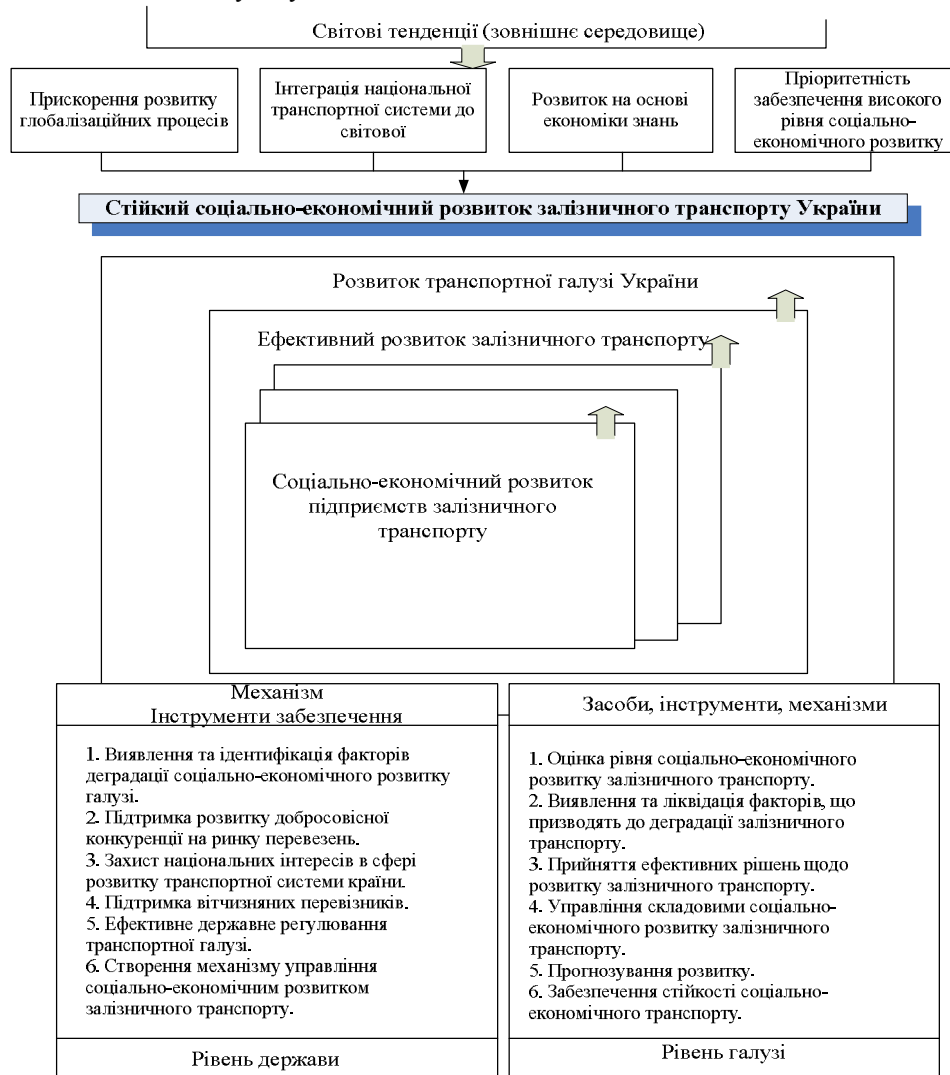 Світові тенденції (зовнішнє середовище)
Прискорення розвитку
глобалізаційних процесів
Інтеграція національної
транспортної системи до
світової
Розвиток на основі
економіки знань
Пріоритетність
забезпечення високого
рівня соціально-
економічного розвитку
Стійкий соціально-економічний розвиток залізничного транспорту України
Розвиток транспортної галузі України
Ефективний розвиток залізничного транспорту
Соціально-економічний розвиток
підприємств залізничного
транспорту
Механізм
Інструменти забезпечення
1. Виявлення та ідентифікація факторів
деградації соціально-економічного розвитку
галузі.
2. Підтримка розвитку добросовісної
конкуренції на ринку перевезень.
3. Захист національних інтересів в сфері
розвитку транспортної системи країни.
4. Підтримка вітчизняних перевізників.
5. Ефективне державне регулювання
транспортної галузі.
6. Створення механізму управління
соціально-економічним розвитком
залізничного транспорту.
Рівень держави
Засоби, інструменти, механізми
1. Оцінка рівня соціально-економічного
розвитку залізничного транспорту.
2. Виявлення та ліквідація факторів, що
призводять до деградації залізничного
транспорту.
3. Прийняття ефективних рішень щодо
розвитку залізничного транспорту.
4. Управління складовими соціально-
економічного розвитку залізничного
транспорту.
5. Прогнозування розвитку.
6. Забезпечення стійкості соціально-
економічного транспорту.
Рівень галузі